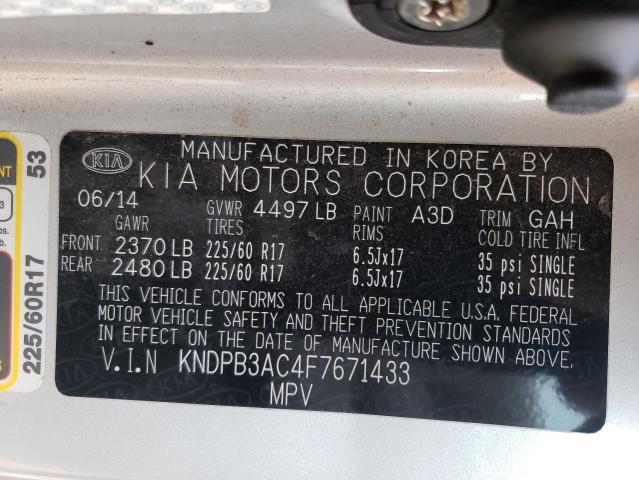 KIA
MANUFACTURED IN KOREA BY
KIA MOTORS CORPORATION
06/14 GVWR 4497 LB PAINT A3D TRIM GAH
GAWR TIRES RIMS COLD TIRE INFL
FRONT 2370 LB 225/60 R17 6.5Jx17 35 psi SINGLE
REAR 2480 LB 225/60 R17 6.5Jx17 35 psi SINGLE
THIS VEHICLE CONFORMS TO ALL APPLICABLE U.S.A. FEDERAL
MOTOR VEHICLE SAFETY AND THEFT PREVENTION STANDARDS
IN EFFECT ON THE DATE OF MANUFACTURE SHOWN ABOVE.
V.I.N KNDPB3AC4F7671433
MPV
53
225/60R17